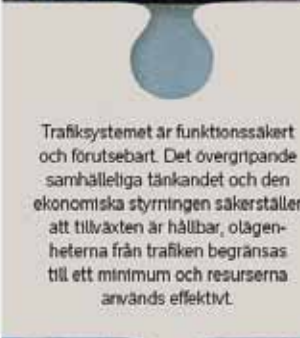 Trafiksystemet är funktionssäkert
och förutsebart. Det övergripande
samhälleliga tänkandet och den
ekonomiska styrningen säkerställer
att tillväxten är hållbar, olägen-
heterna från trafiken begränsas
till ett minimum och resurserna
används effektivt.